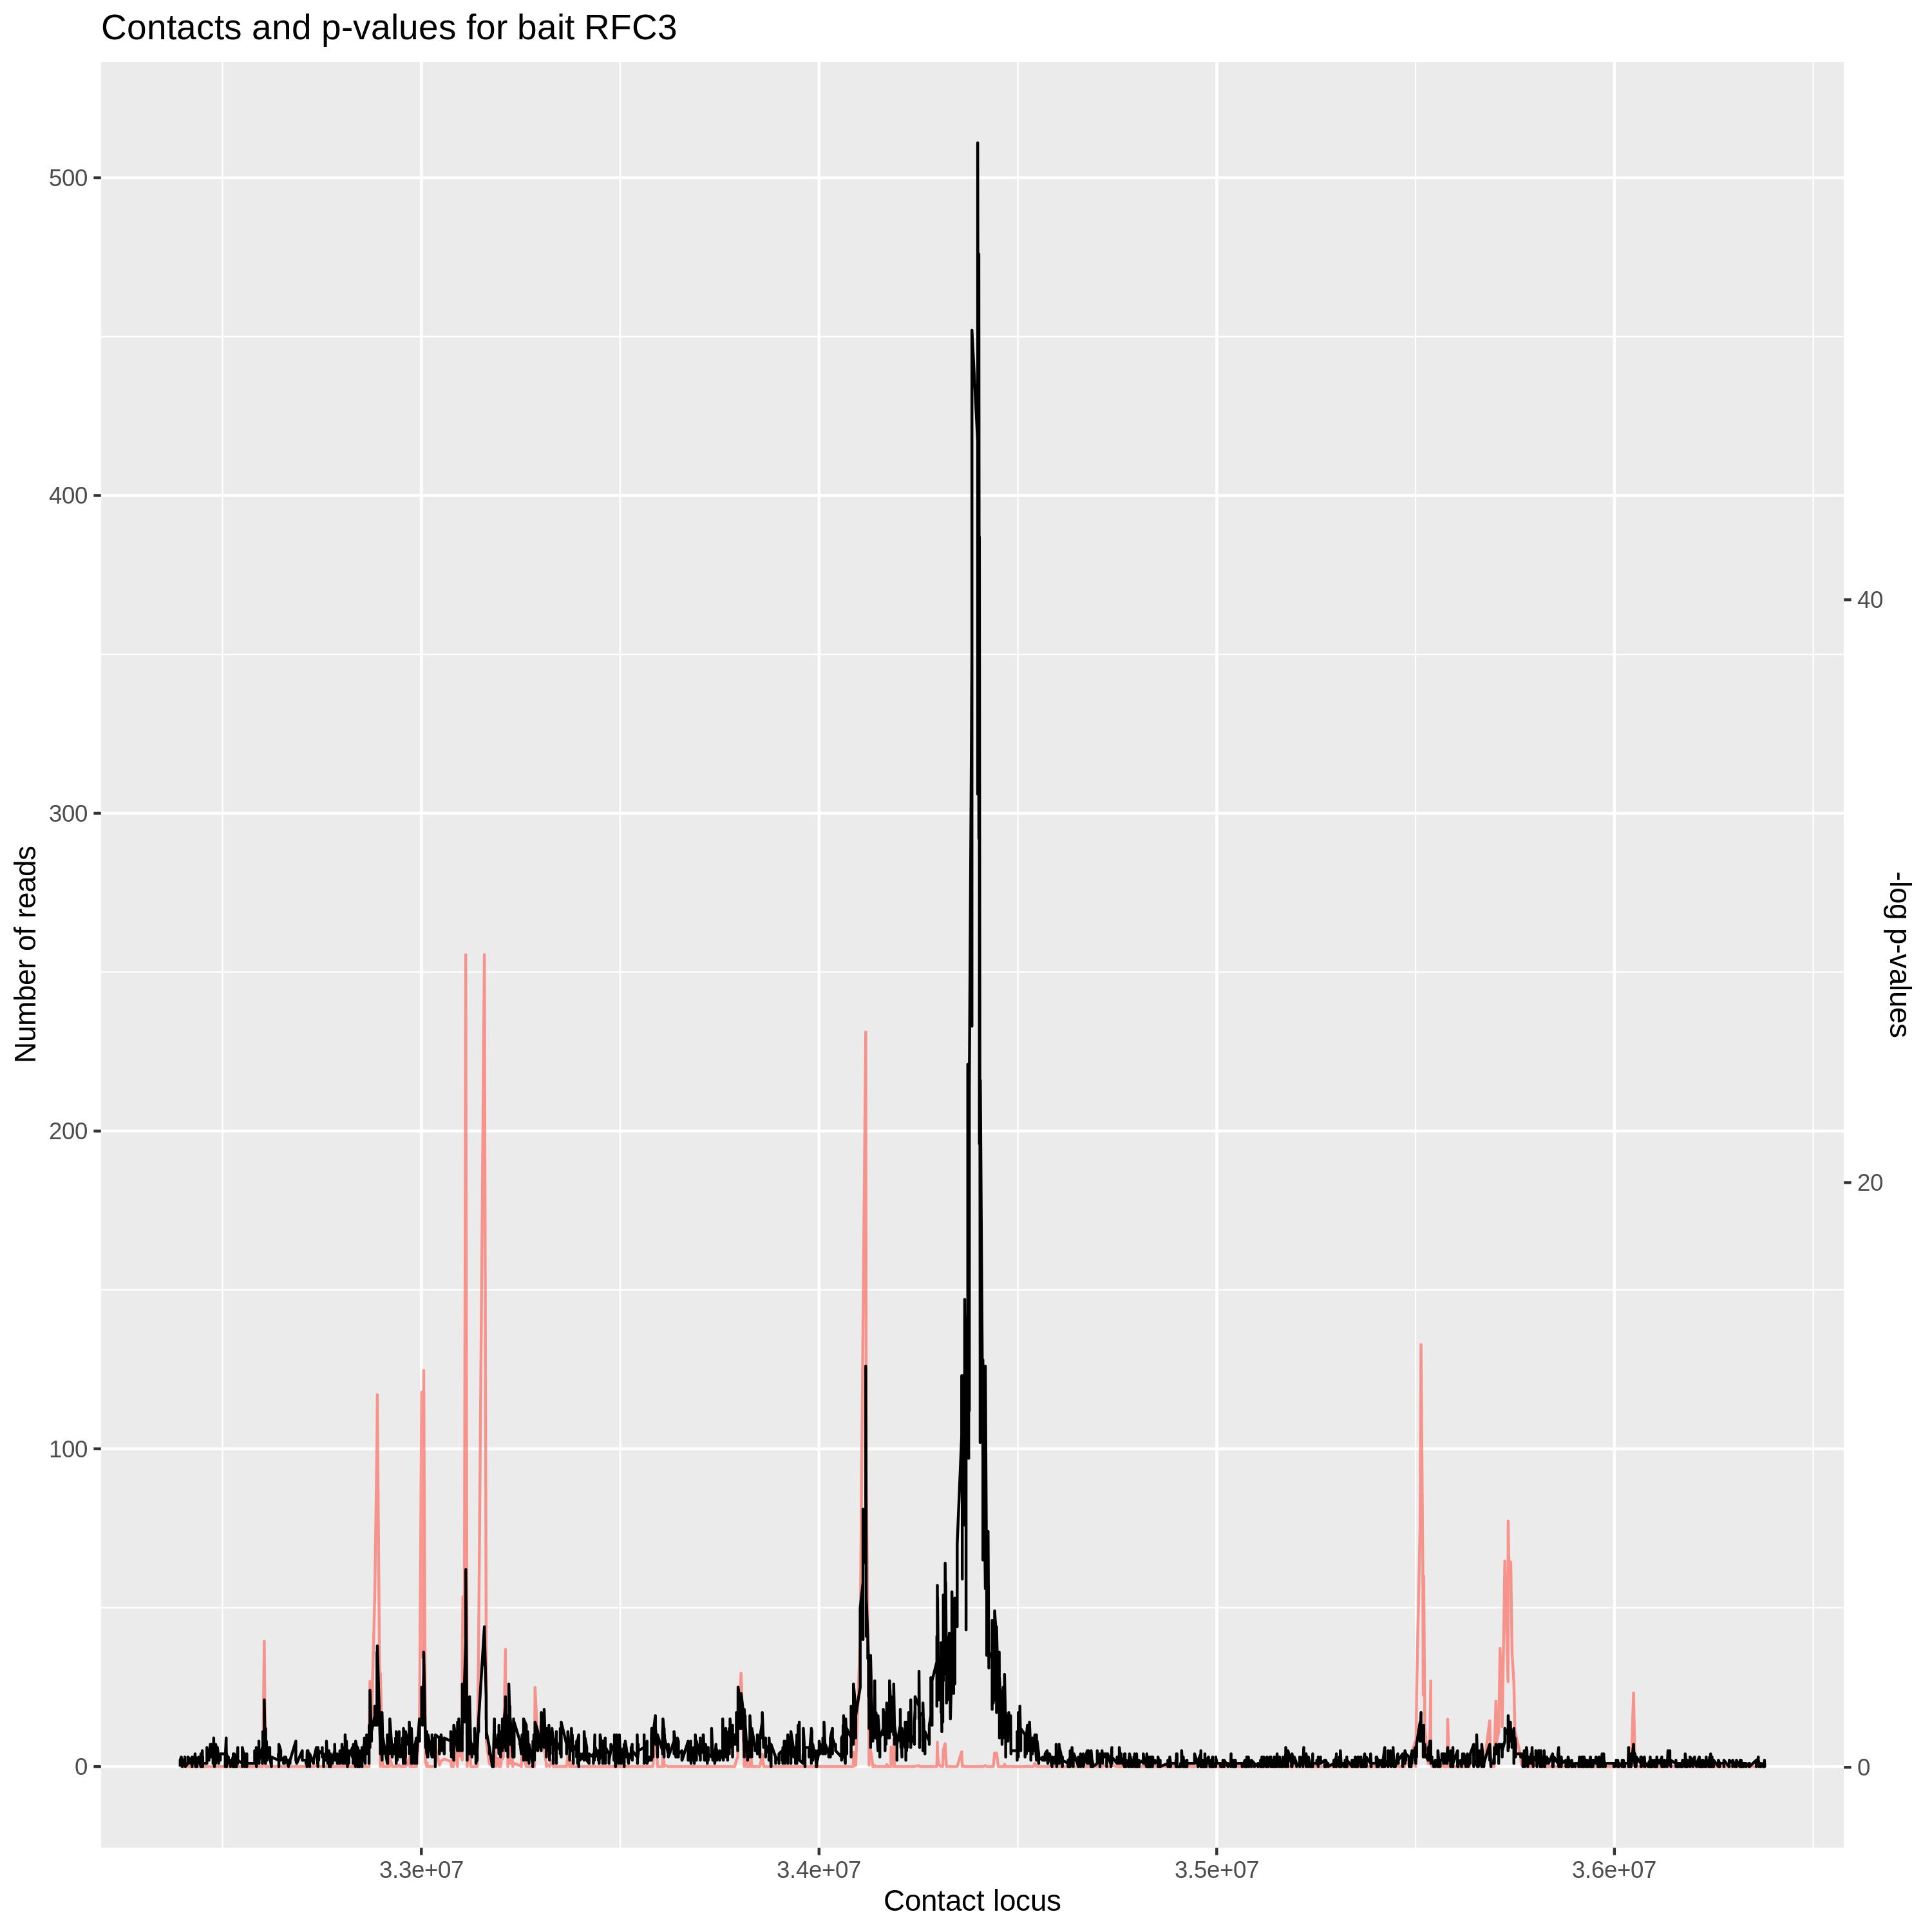 Contacts and p-values for bait RFC3
500
400
300
200
100
0
Number of reads
40
20
0
-log p-values
3.3e+07
3.4e+07
3.5e+07
3.6e+07
Contact locus